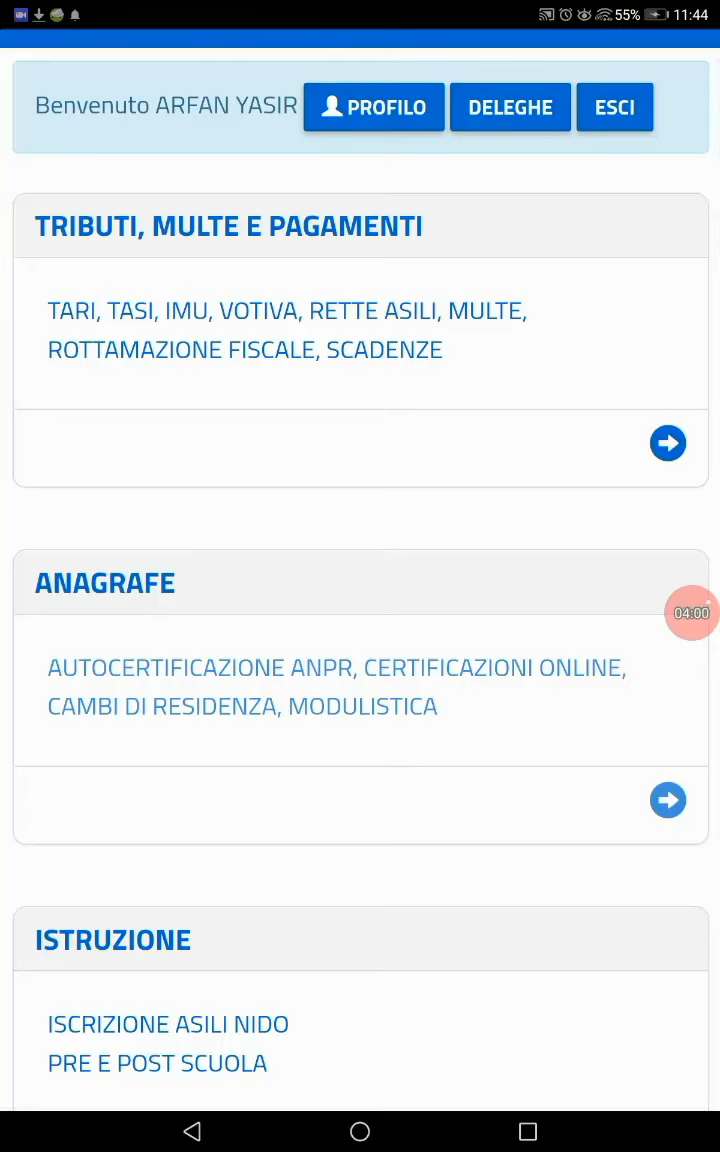 55% 11:44
Benvenuto ARFAN YASIR PROFILO DELEGHE ESCI
TRIBUTI, MULTE E PAGAMENTI
TARI, TASI, IMU, VOTIVA, RETTE ASILI, MULTE,
ROTTAMAZIONE FISCALE, SCADENZE
ANAGRAFE
04:00
AUTOCERTIFICAZIONE ANPR, CERTIFICAZIONI ONLINE,
CAMBI DI RESIDENZA, MODULISTICA
ISTRUZIONE
ISCRIZIONE ASILI NIDO
PRE E POST SCUOLA